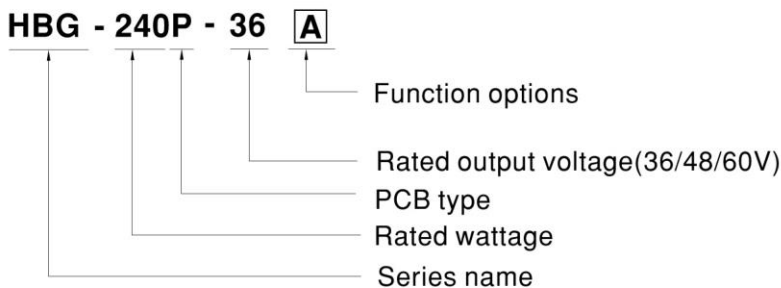 HBG - 240P - 36 A
Function options
Rated output voltage(36/48/60V)
PCB type
Rated wattage
Series name